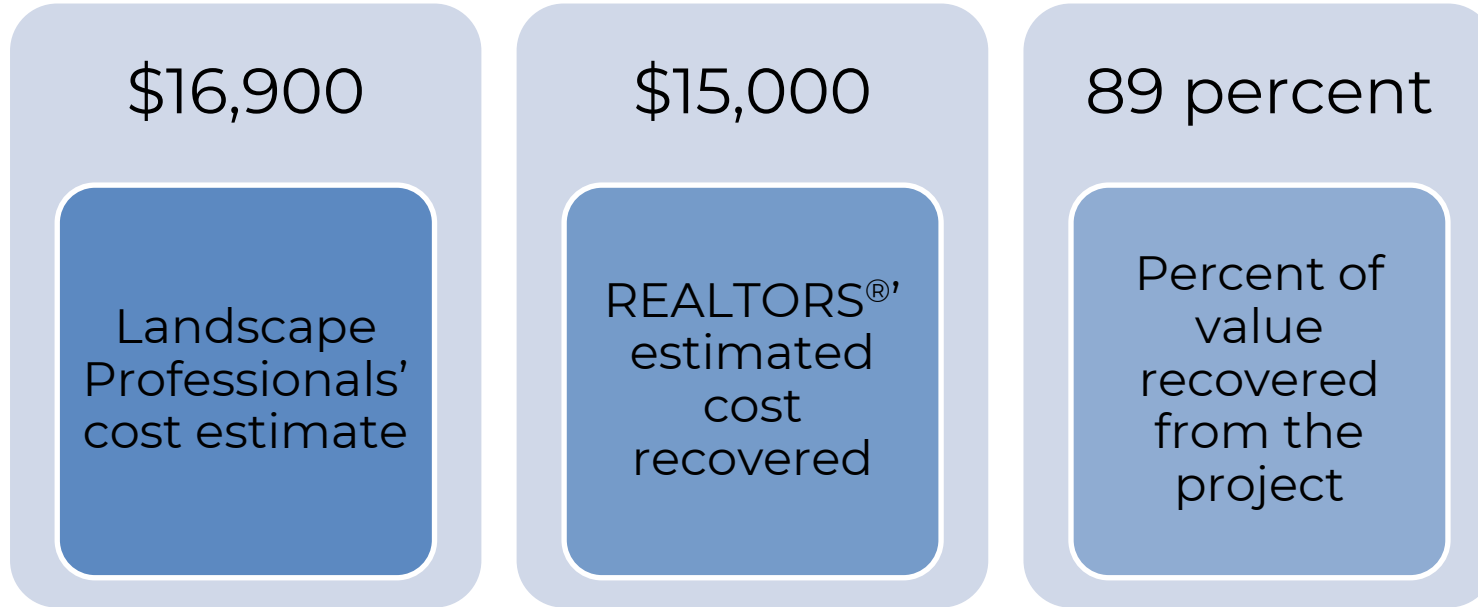 $16,900
Landscape
Professionals’
cost estimate
$15,000
REALTORS®’
estimated
cost
recovered
89 percent
Percent of
value
recovered
from the
project